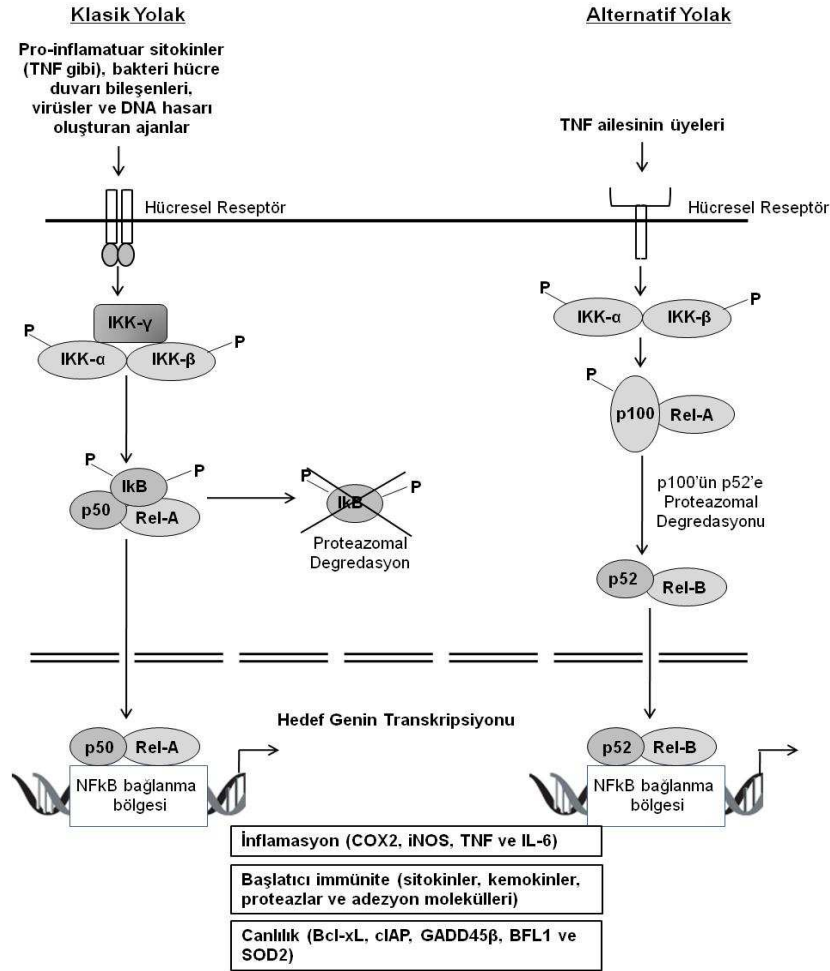 Klasik Yolak
Pro-inflamatuar sitokinler
(TNF gibi), bakteri hücre
duvarı bileşenleri,
virüsler ve DNA hasarı
oluşturan ajanlar
Hücresel Reseptör
IKK-γ
P
IKK-α
IKK-β
P
P
IkB
P
p50
Rel-A
P
IkB
P
Proteazomal
Degredasyon
Alternatif Yolak
TNF ailesinin üyeleri
Hücresel Reseptör
P
IKK-α
IKK-β
P
P
p100
Rel-A
p100’ün p52’e
Proteazomal
Degredasyonu
p52
Rel-B
Hedef Genin Transkripsiyonu
p50
Rel-A
NFkB bağlanma
bölgesi
p52
Rel-B
NFkB bağlanma
bölgesi
İnflamasyon (COX2, iNOS, TNF ve IL-6)
Başlatıcı immünite (sitokinler, kemokinler,
proteazlar ve adezyon molekülleri)
Canlılık (Bcl-xL, cIAP, GADD45β, BFL1 ve
SOD2)